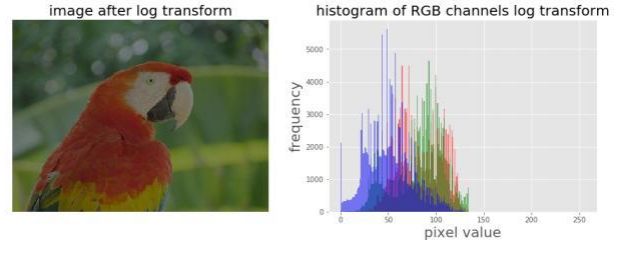 image after log transform
histogram of RGB channels log transform
5000
4000
3000
2000
1000
0
frequency
0 50 100 150 200 250
pixel value